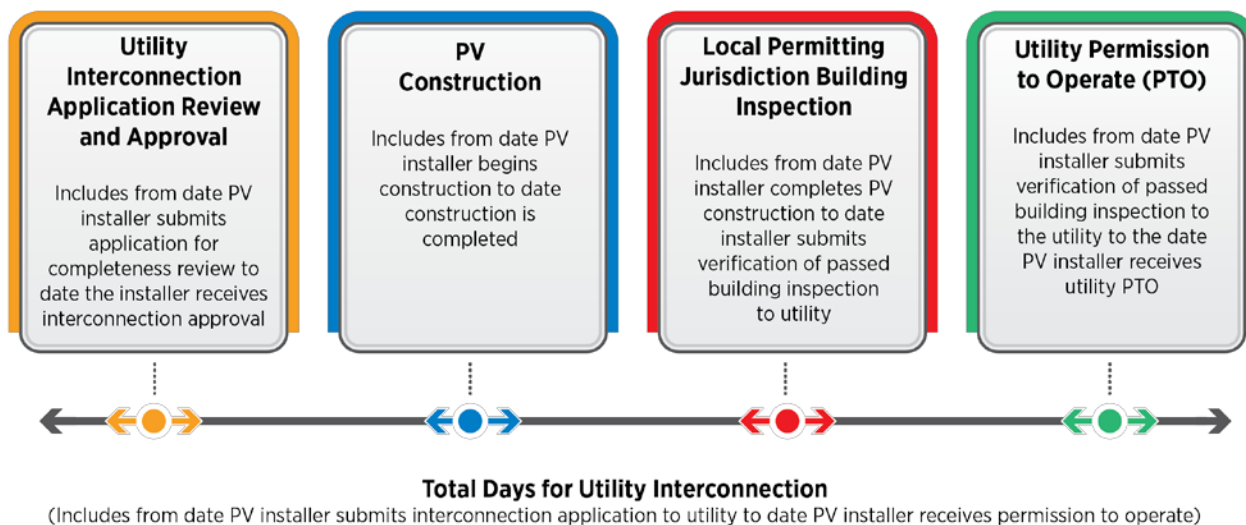 Utility
Interconnection
Application Review
and Approval
Includes from date PV
installer submits
application for
completeness review to
date the installer receives
interconnection approval
PV
Construction
Includes from date PV
installer begins
construction to date
construction is
completed
Local Permitting
Jurisdiction Building
Inspection
Includes from date PV
installer completes PV
construction to date
installer submits
verification of passed
building inspection
to utility
Utility Permission
to Operate (PTO)
Includes from date PV
installer submits
verification of passed
building inspection to
the utility to the date
PV installer receives
utility PTO
Total Days for Utility Interconnection
(Includes from date PV installer submits interconnection application to utility to date PV installer receives permission to operate)